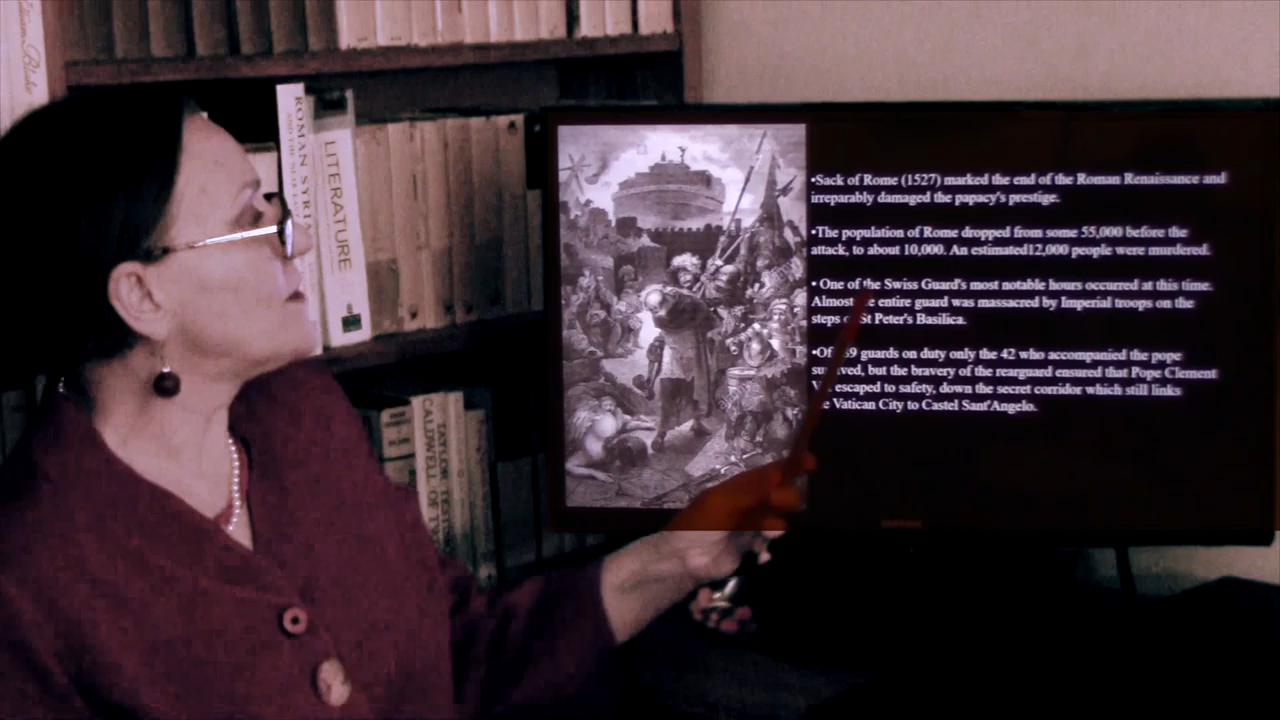 ROMAN SYRIA
LITERATURE
•Sack of Rome (1527) marked the end of the Roman Renaissance and
irreparably damaged the papacy's prestige.
•The population of Rome dropped from some 55,000 before the
attack, to about 10,000. An estimated12,000 people were murdered.
• One of the Swiss Guard's most notable hours occurred at this time.
Almost entire guard was massacred by Imperial troops on the
steps St Peter's Basilica.
•Of guards on duty only the 42 who accompanied the pope
but the bravery of the rearguard ensured that Pope Clement
escaped to safety, down the secret corridor which still links
Vatican City to Castel Sant'Angelo.
CALDWELL